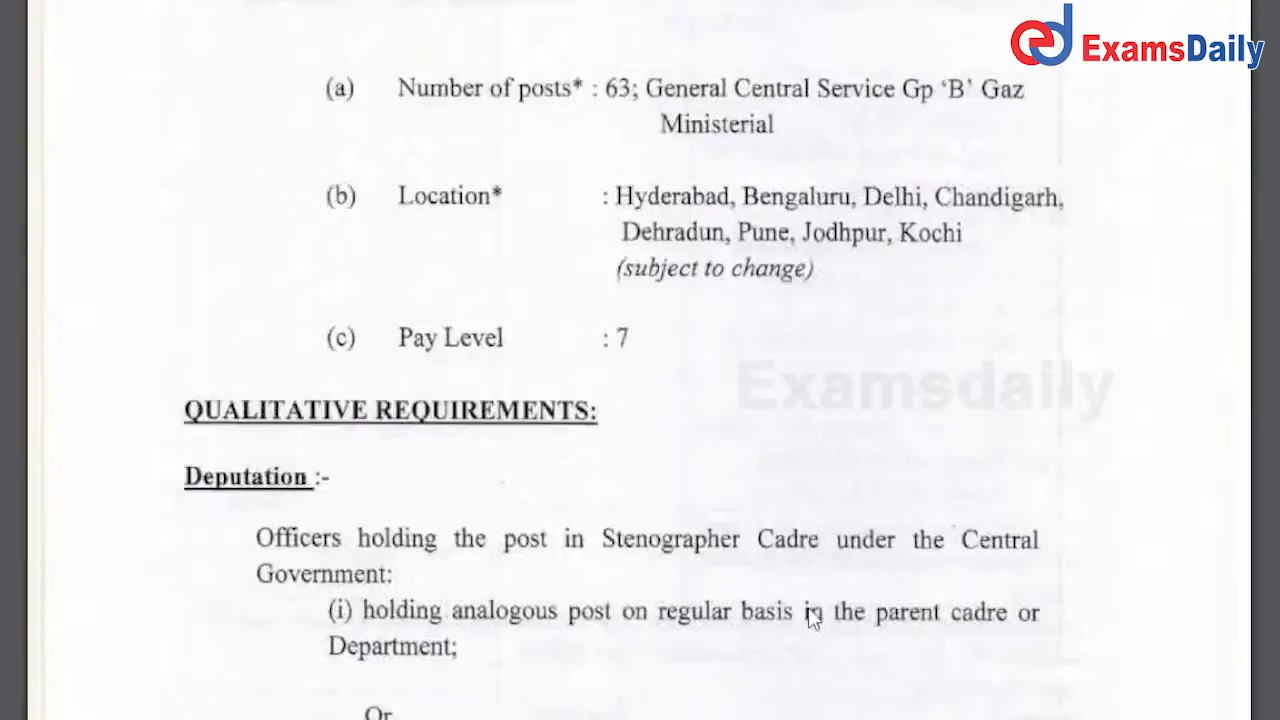 ExamsDaily
(a) Number of posts* : 63; General Central Service Gp ‘B’ Gaz
Ministerial
(b) Location* : Hyderabad, Bengaluru, Delhi, Chandigarh,
Dehradun, Pune, Jodhpur, Kochi
(subject to change)
(c) Pay Level : 7
Examsdaily
QUALITATIVE REQUIREMENTS:
Deputation :-
Officers holding the post in Stenographer Cadre under the Central
Government:
(i) holding analogous post on regular basis in the parent cadre or
Department;
Or